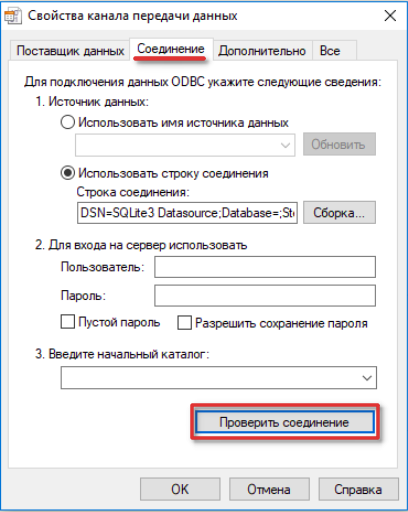 Свойства канала передачи данных
Поставщик данных Соединение Дополнительно Все
Для подключения данных ODBC укажите следующие сведения:
1. Источник данных:
Использовать имя источника данных
Обновить
Использовать строку соединения
Строка соединения:
DSN=SQLite3 Datasource;Database=;Ste Сборка...
2. Для входа на сервер использовать
Пользователь:
Пароль:
Пустой пароль Разрешить сохранение пароля
3. Введите начальный каталог:
Проверить соединение
OK Отмена Справка